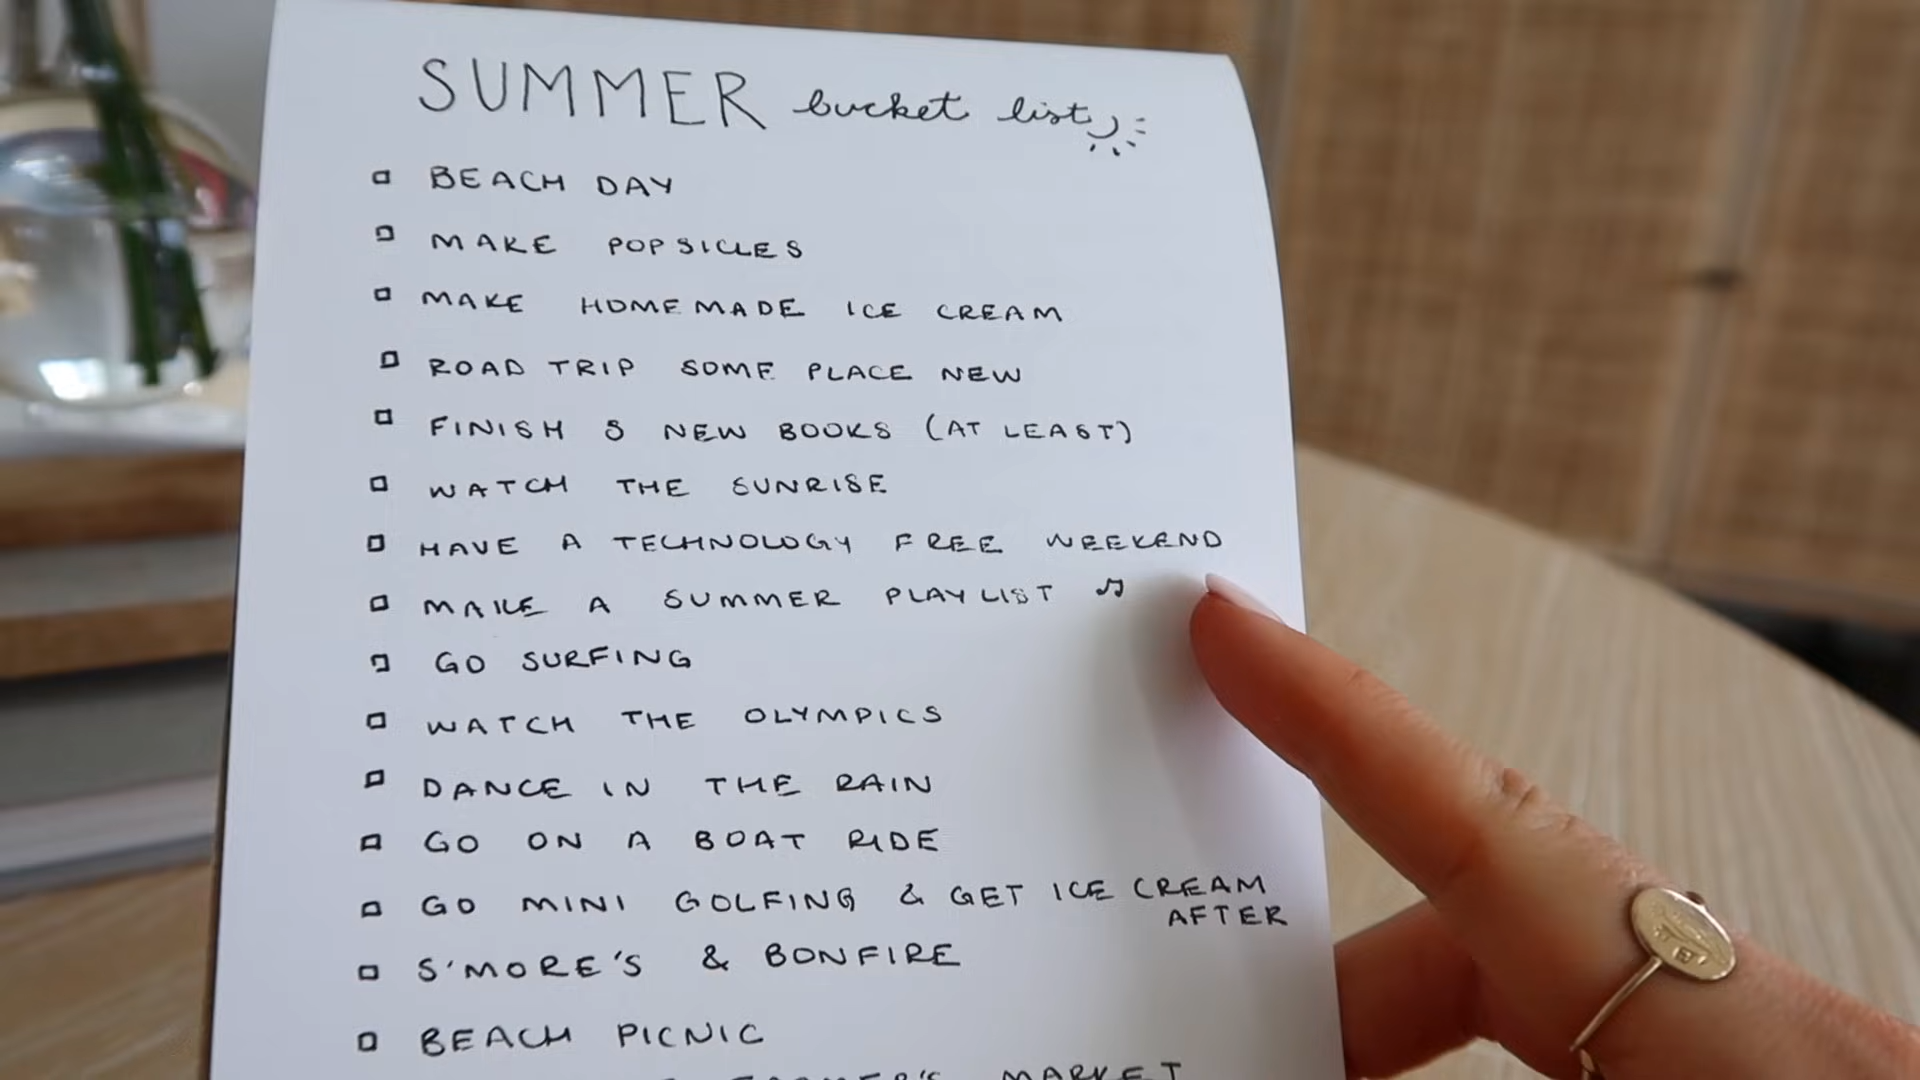 SUMMER bucket list
BEACH DAY
MAKE POPSICLES
MAKE HOMEMADE ICE CREAM
ROAD TRIP SOME PLACE NEW
FINISH 5 NEW BOOKS (AT LEAST)
WATCH THE SUNRISE
HAVE A TECHNOLOGY FREE WEEKEND
MAKE A SUMMER PLAYLIST ♫
GO SURFING
WATCH THE OLYMPICS
DANCE IN THE RAIN
GO ON A BOAT RIDE
GO MINI GOLFING & GET ICE CREAM
AFTER
S'MORE'S & BONFIRE
BEACH PICNIC
FARMER'S MARKET